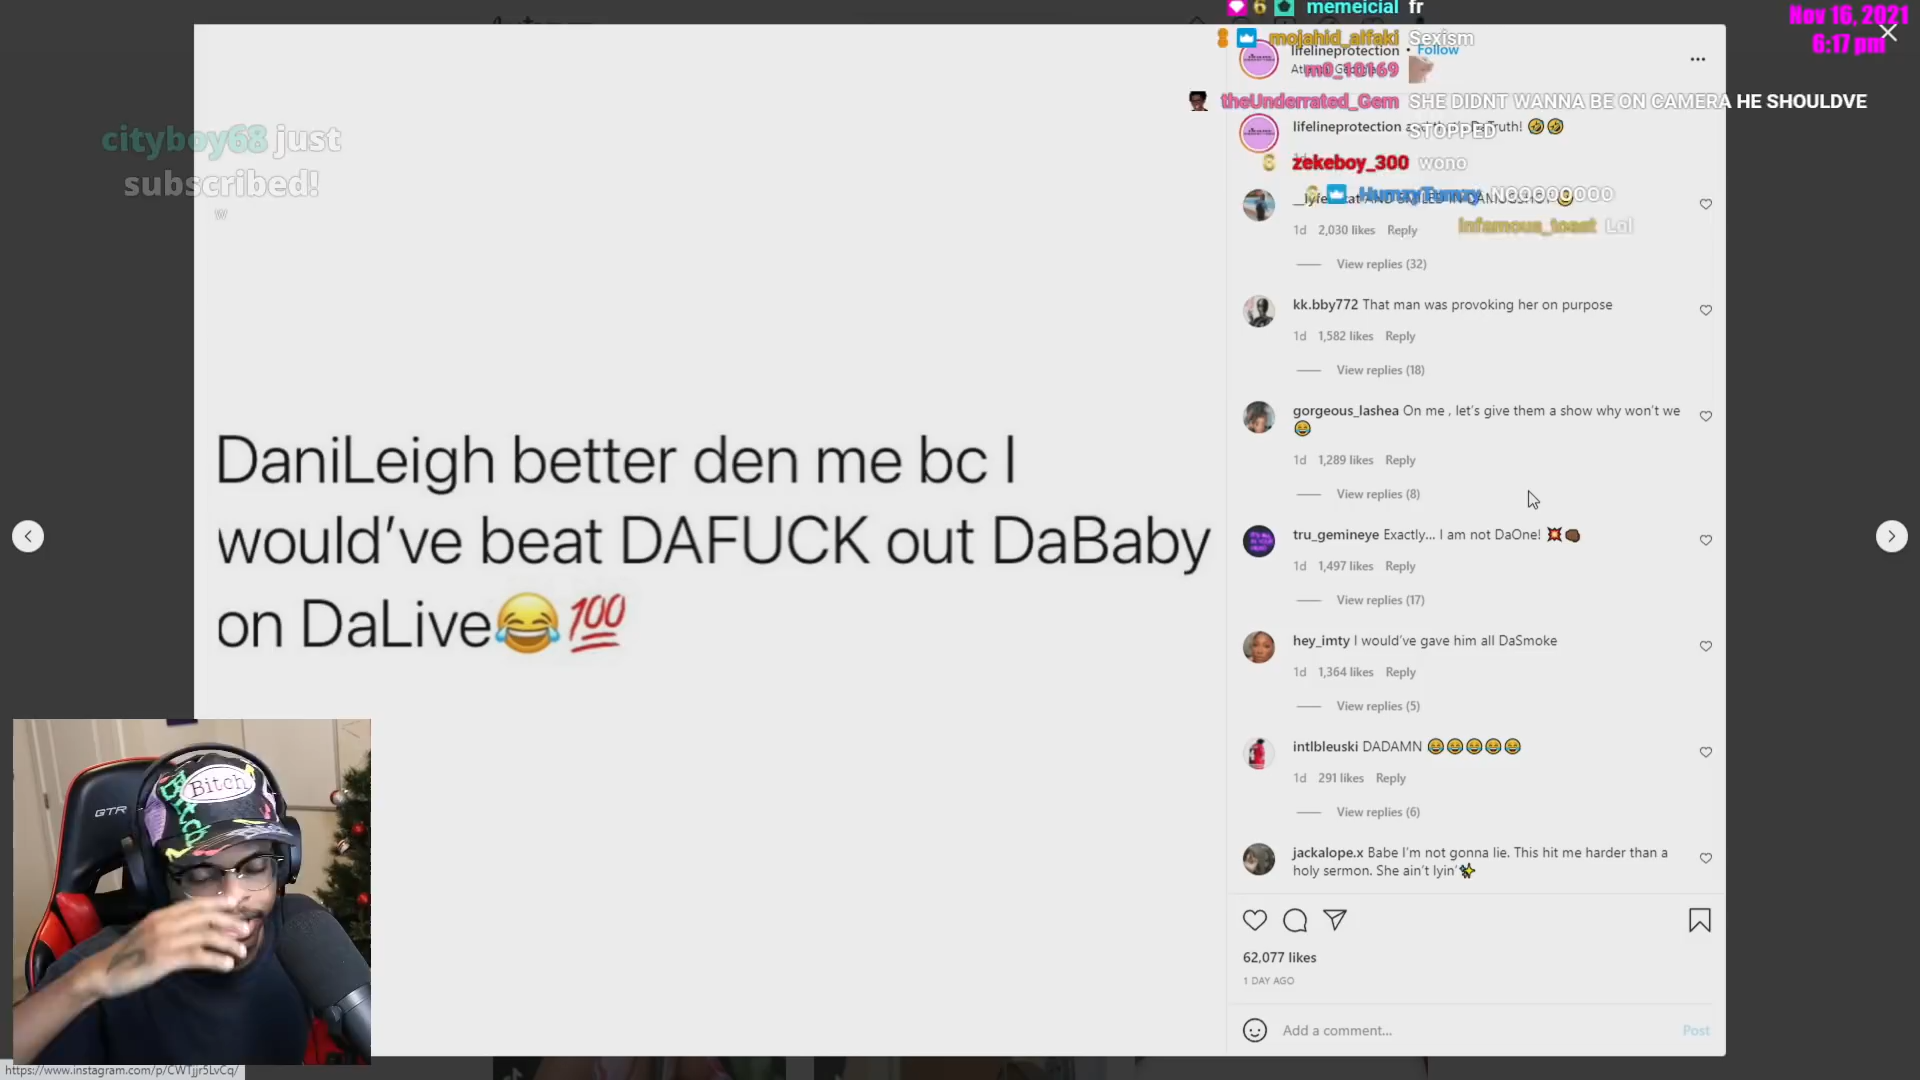 memeicial fr
Nov 16, 2021
6:17 pm
mojahid_alfaki Sexism
lifelineprotection • Follow
m0_10169
theUnderrated_Gem SHE DIDNT WANNA BE ON CAMERA HE SHOULDVE
STOPPED
cityboy68 just
subscribed!
w
lifelineprotection
zekeboy_300 wono
1d 2,030 likes Reply
infamous_toast Lol
View replies (32)
kk.bby772 That man was provoking her on purpose
1d 1,582 likes Reply
View replies (18)
gorgeous_lashea On me , let's give them a show why won't we
😂
1d 1,289 likes Reply
View replies (8)
tru_gemineye Exactly... I am not DaOne! 💥
1d 1,497 likes Reply
View replies (17)
hey_imty I would've gave him all DaSmoke
1d 1,364 likes Reply
View replies (5)
intlbleuski DADAMN 😂😂😂😂😂
1d 291 likes Reply
View replies (6)
jackalope.x Babe I'm not gonna lie. This hit me harder than a
holy sermon. She ain't lyin'✨
62,077 likes
1 DAY AGO
Add a comment... Post
DaniLeigh better den me bc I
would've beat DAFUCK out DaBaby
on DaLive😂💯
GTR
Bitch
https://www.instagram.com/p/CWTjjr5LvCq/